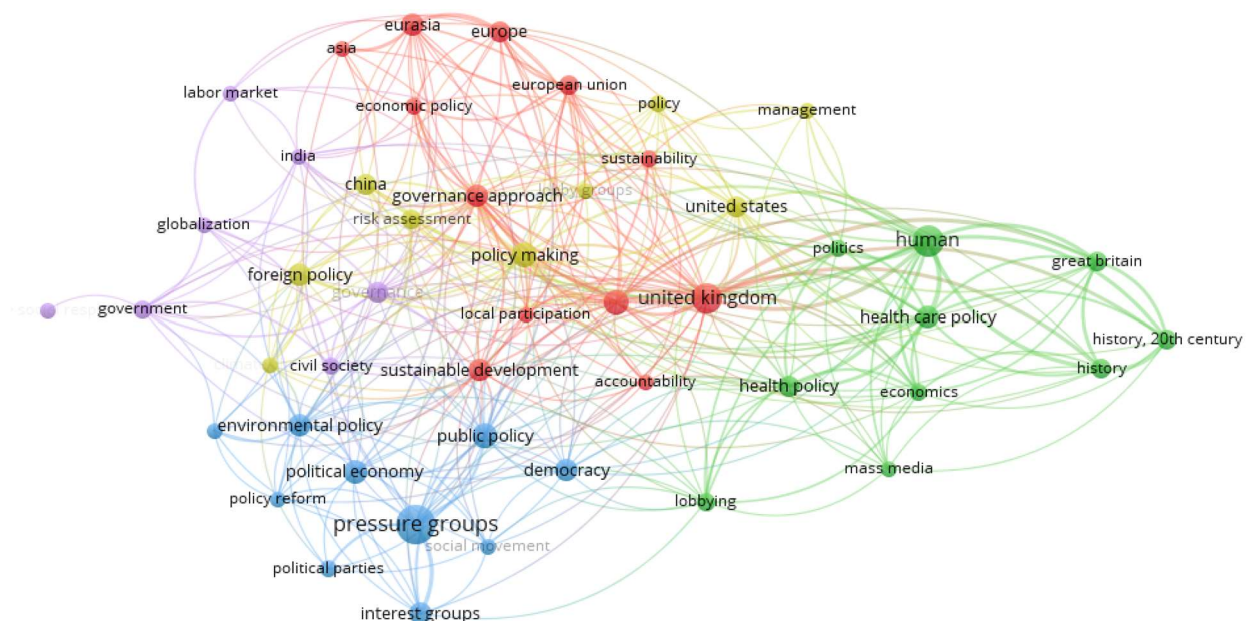 eurasia
europe
asia
european union
labor market
economic policy
policy
management
india
sustainability
china
lobby groups
governance approach
united states
risk assessment
globalization
human
politics
policy making
great britain
foreign policy
governance
united kingdom
government
local participation
health care policy
history, 20th century
civil society
sustainable development
history
accountability
health policy
economics
environmental policy
public policy
political economy
democracy
mass media
policy reform
lobbying
pressure groups
social movement
political parties
interest groups